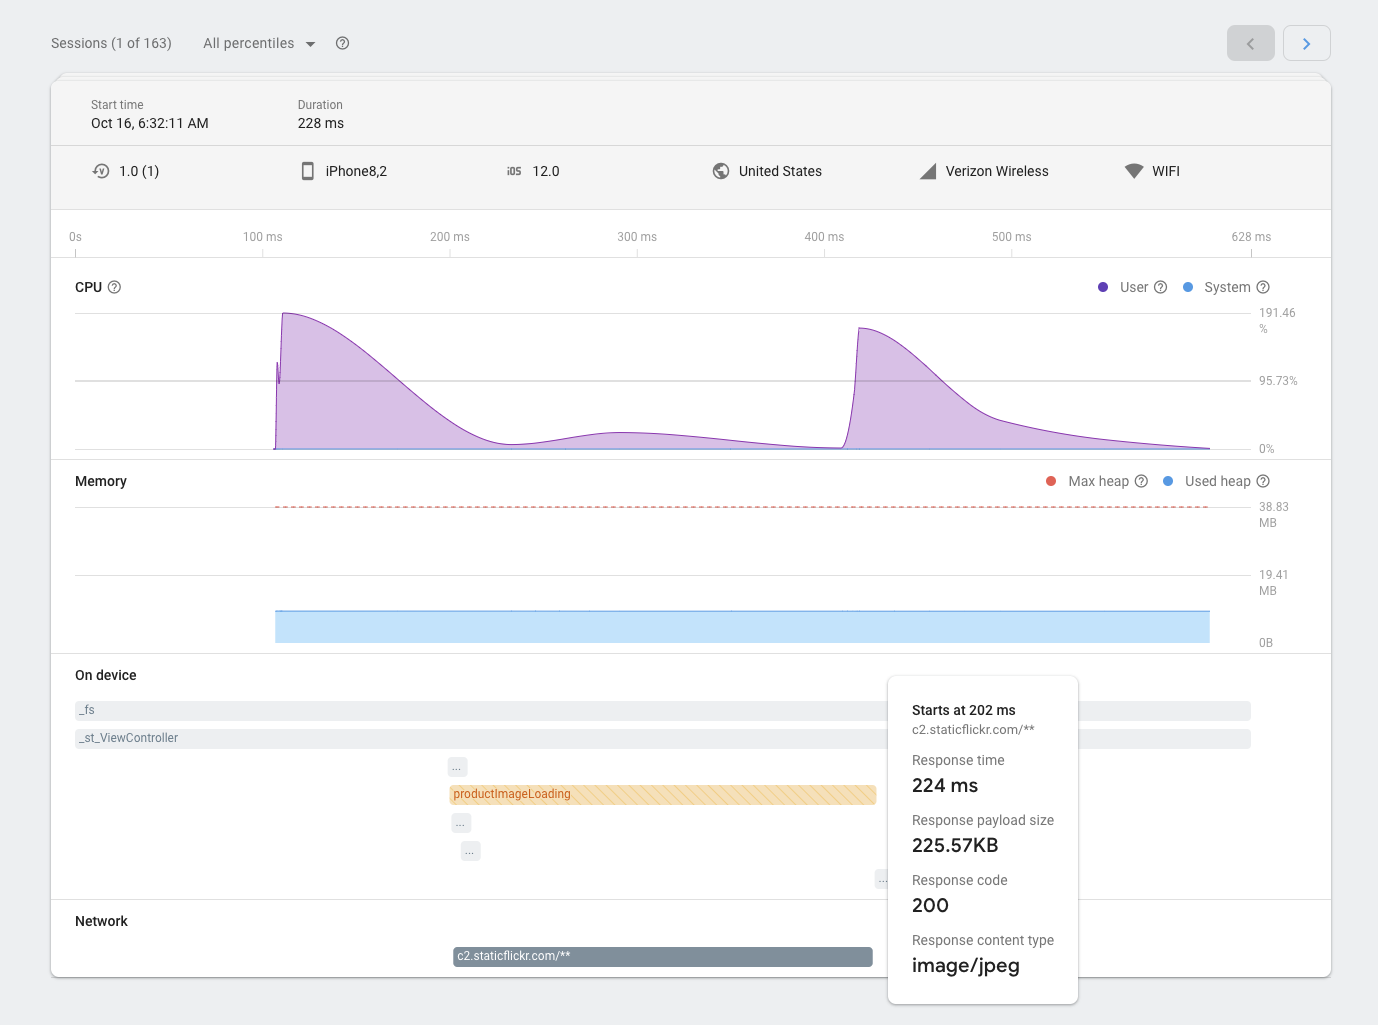 Sessions (1 of 163) All percentiles
Start time Duration
Oct 16, 6:32:11 AM 228 ms
1.0 (1) iPhone8,2 iOS 12.0 United States Verizon Wireless WIFI
0s 100 ms 200 ms 300 ms 400 ms 500 ms 628 ms
CPU User System
191.46
%
95.73%
0%
Memory Max heap Used heap
38.83
MB
19.41
MB
0B
On device
_fs
_st_ViewController
...
productImageLoading
...
...
...
Network
c2.staticflickr.com/**
Starts at 202 ms
c2.staticflickr.com/**
Response time
224 ms
Response payload size
225.57KB
Response code
200
Response content type
image/jpeg